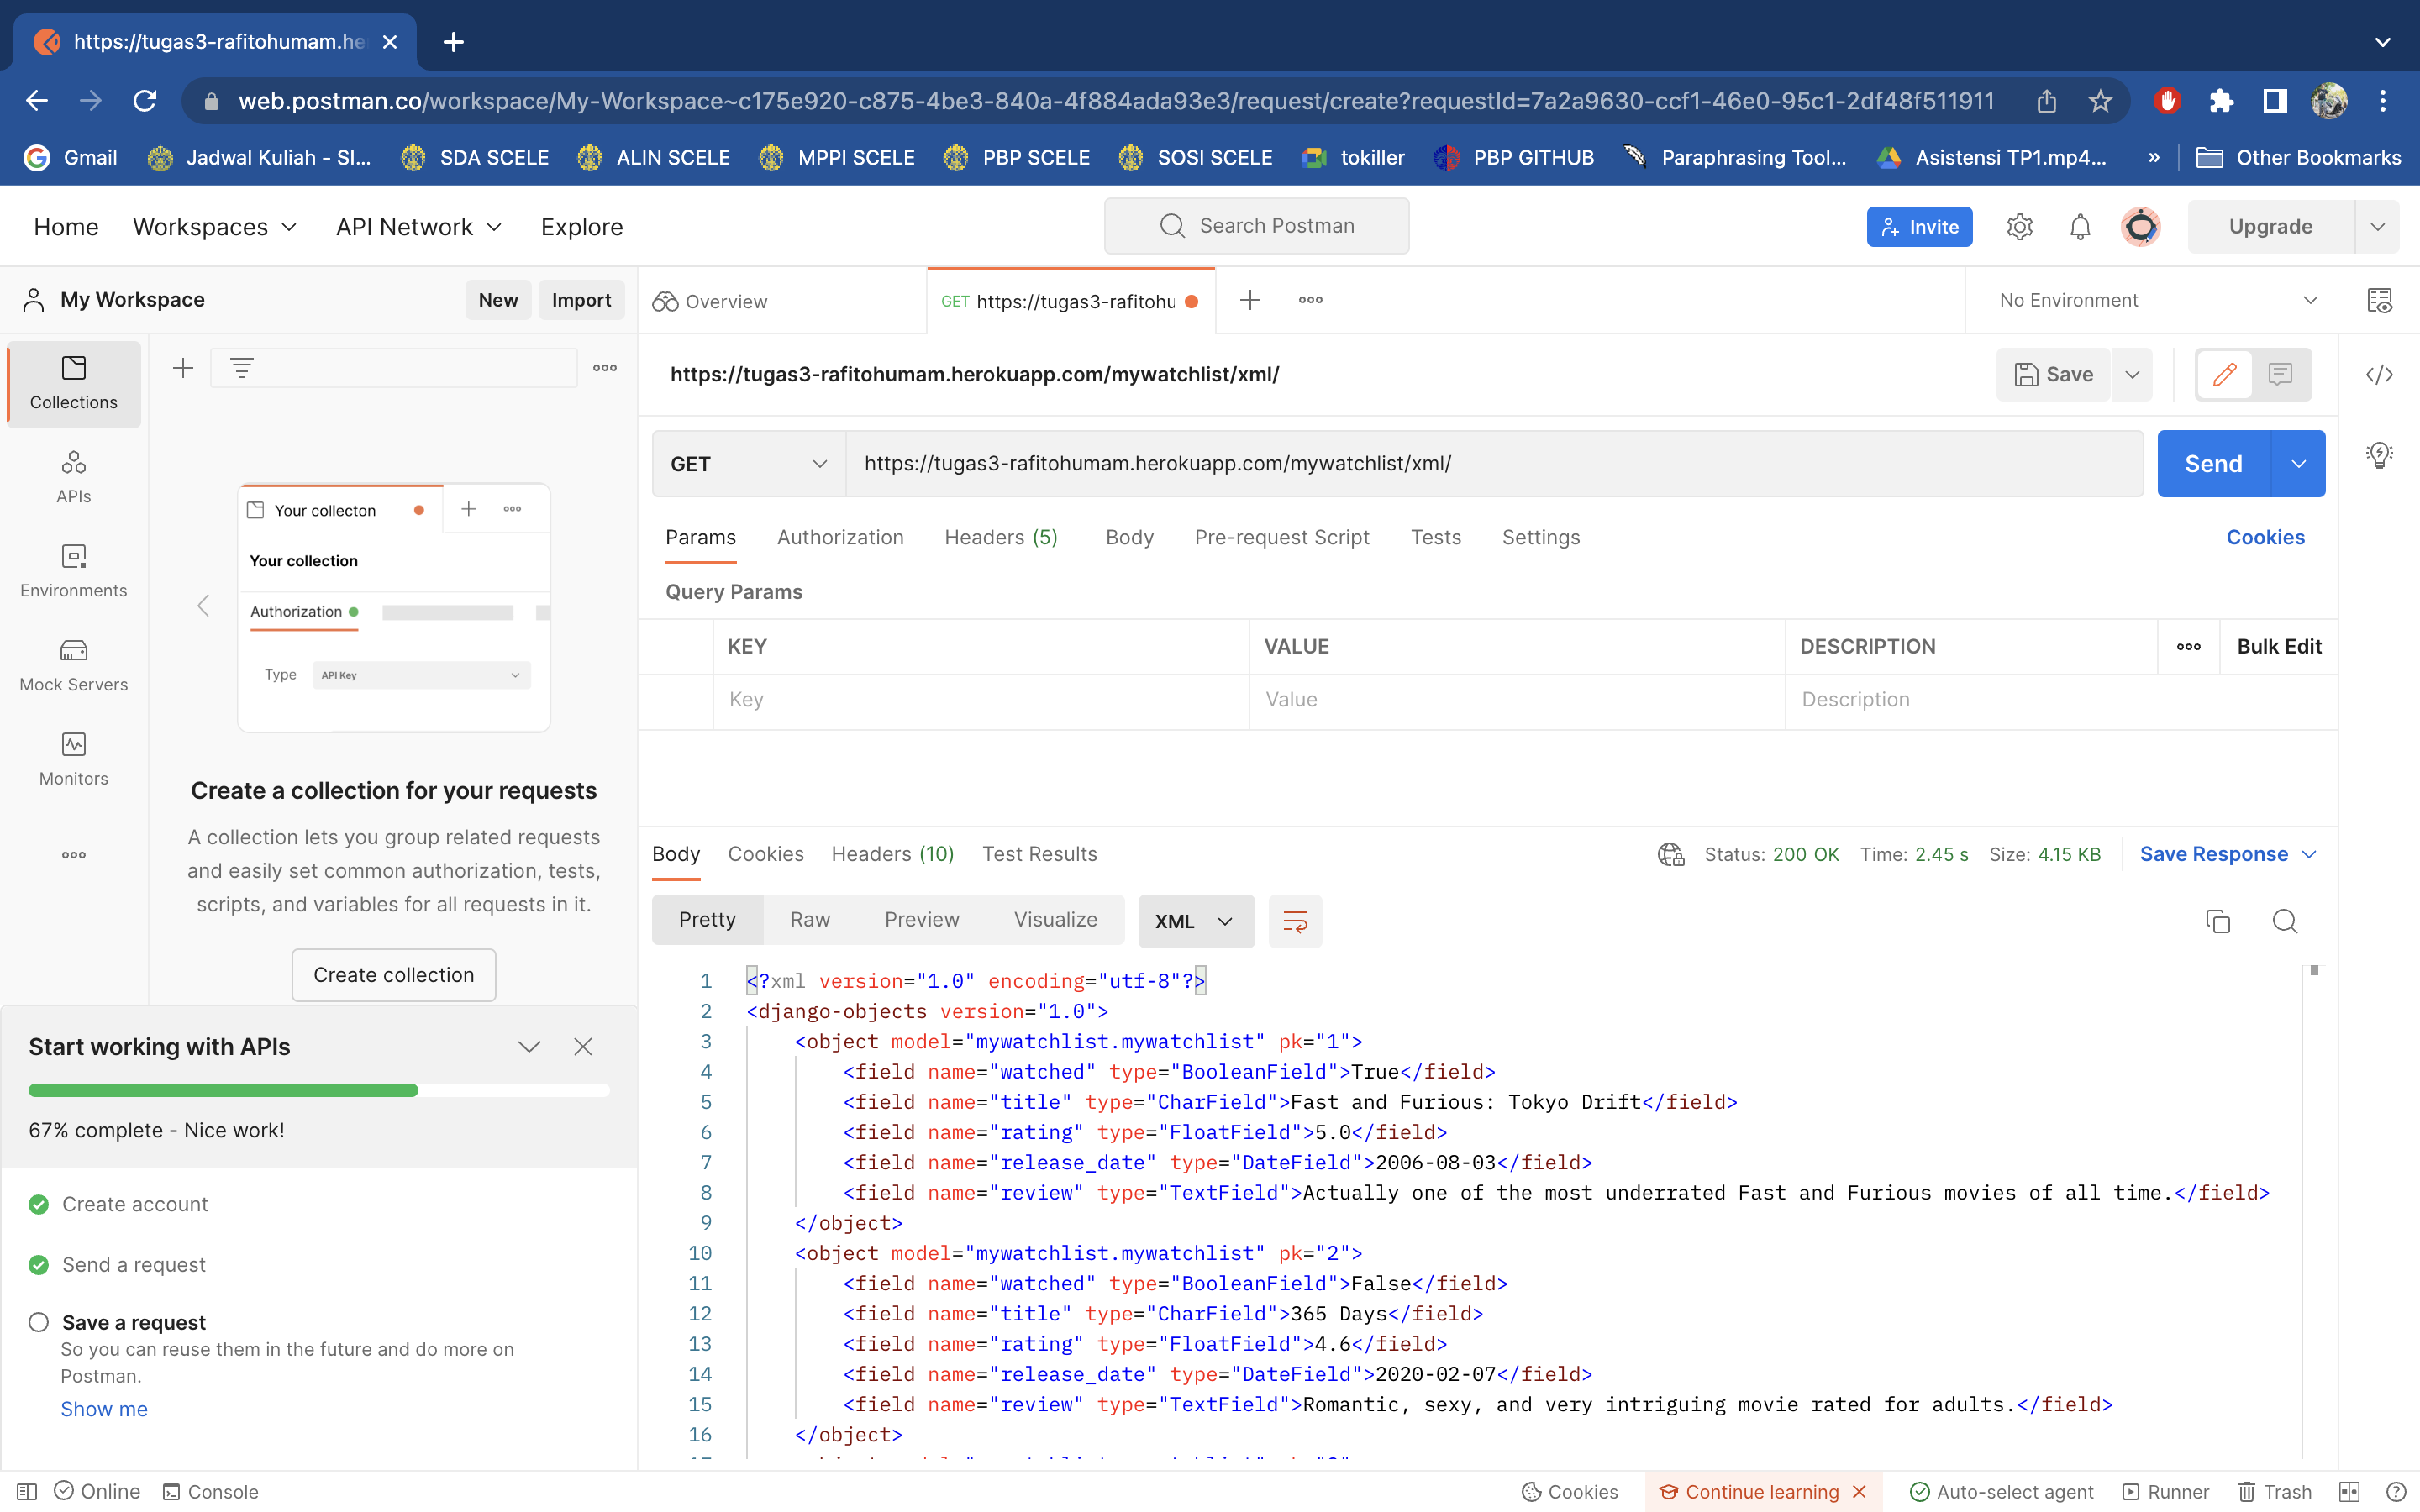 https://tugas3-rafitohumam.he
web.postman.co/workspace/My-Workspace~c175e920-c875-4be3-840a-4f884ada93e3/request/create?requestId=7a2a9630-ccf1-46e0-95c1-2df48f511911
Gmail Jadwal Kuliah - SI... SDA SCELE ALIN SCELE MPPI SCELE PBP SCELE SOSI SCELE tokiller PBP GITHUB Paraphrasing Tool... Asistensi TP1.mp4... » Other Bookmarks
Home Workspaces API Network Explore Search Postman Invite Upgrade
My Workspace New Import Overview GET https://tugas3-rafitohu No Environment
Collections
APIs
Environments
Mock Servers
Monitors
Your collecton
Your collection
Authorization
Type API Key
Create a collection for your requests
A collection lets you group related requests
and easily set common authorization, tests,
scripts, and variables for all requests in it.
Create collection
Start working with APIs
67% complete - Nice work!
Create account
Send a request
Save a request
So you can reuse them in the future and do more on
Postman.
Show me
https://tugas3-rafitohumam.herokuapp.com/mywatchlist/xml/ Save
GET https://tugas3-rafitohumam.herokuapp.com/mywatchlist/xml/ Send
Params Authorization Headers (5) Body Pre-request Script Tests Settings Cookies
Query Params
KEY VALUE DESCRIPTION Bulk Edit
Key Value Description
Body Cookies Headers (10) Test Results Status: 200 OK Time: 2.45 s Size: 4.15 KB Save Response
Pretty Raw Preview Visualize XML
1 <?xml version="1.0" encoding="utf-8"?>
2 <django-objects version="1.0">
3 <object model="mywatchlist.mywatchlist" pk="1">
4 <field name="watched" type="BooleanField">True</field>
5 <field name="title" type="CharField">Fast and Furious: Tokyo Drift</field>
6 <field name="rating" type="FloatField">5.0</field>
7 <field name="release_date" type="DateField">2006-08-03</field>
8 <field name="review" type="TextField">Actually one of the most underrated Fast and Furious movies of all time.</field>
9 </object>
10 <object model="mywatchlist.mywatchlist" pk="2">
11 <field name="watched" type="BooleanField">False</field>
12 <field name="title" type="CharField">365 Days</field>
13 <field name="rating" type="FloatField">4.6</field>
14 <field name="release_date" type="DateField">2020-02-07</field>
15 <field name="review" type="TextField">Romantic, sexy, and very intriguing movie rated for adults.</field>
16 </object>
Online Console Cookies Continue learning Auto-select agent Runner Trash